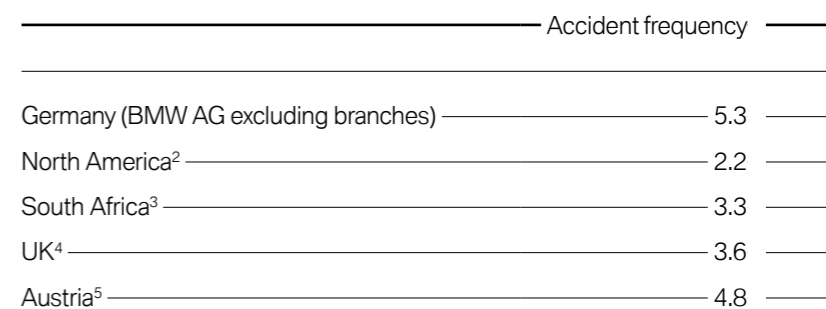 Accident frequency
Germany (BMW AG excluding branches) 5.3
North America² 2.2
South Africa³ 3.3
UK⁴ 3.6
Austria⁵ 4.8